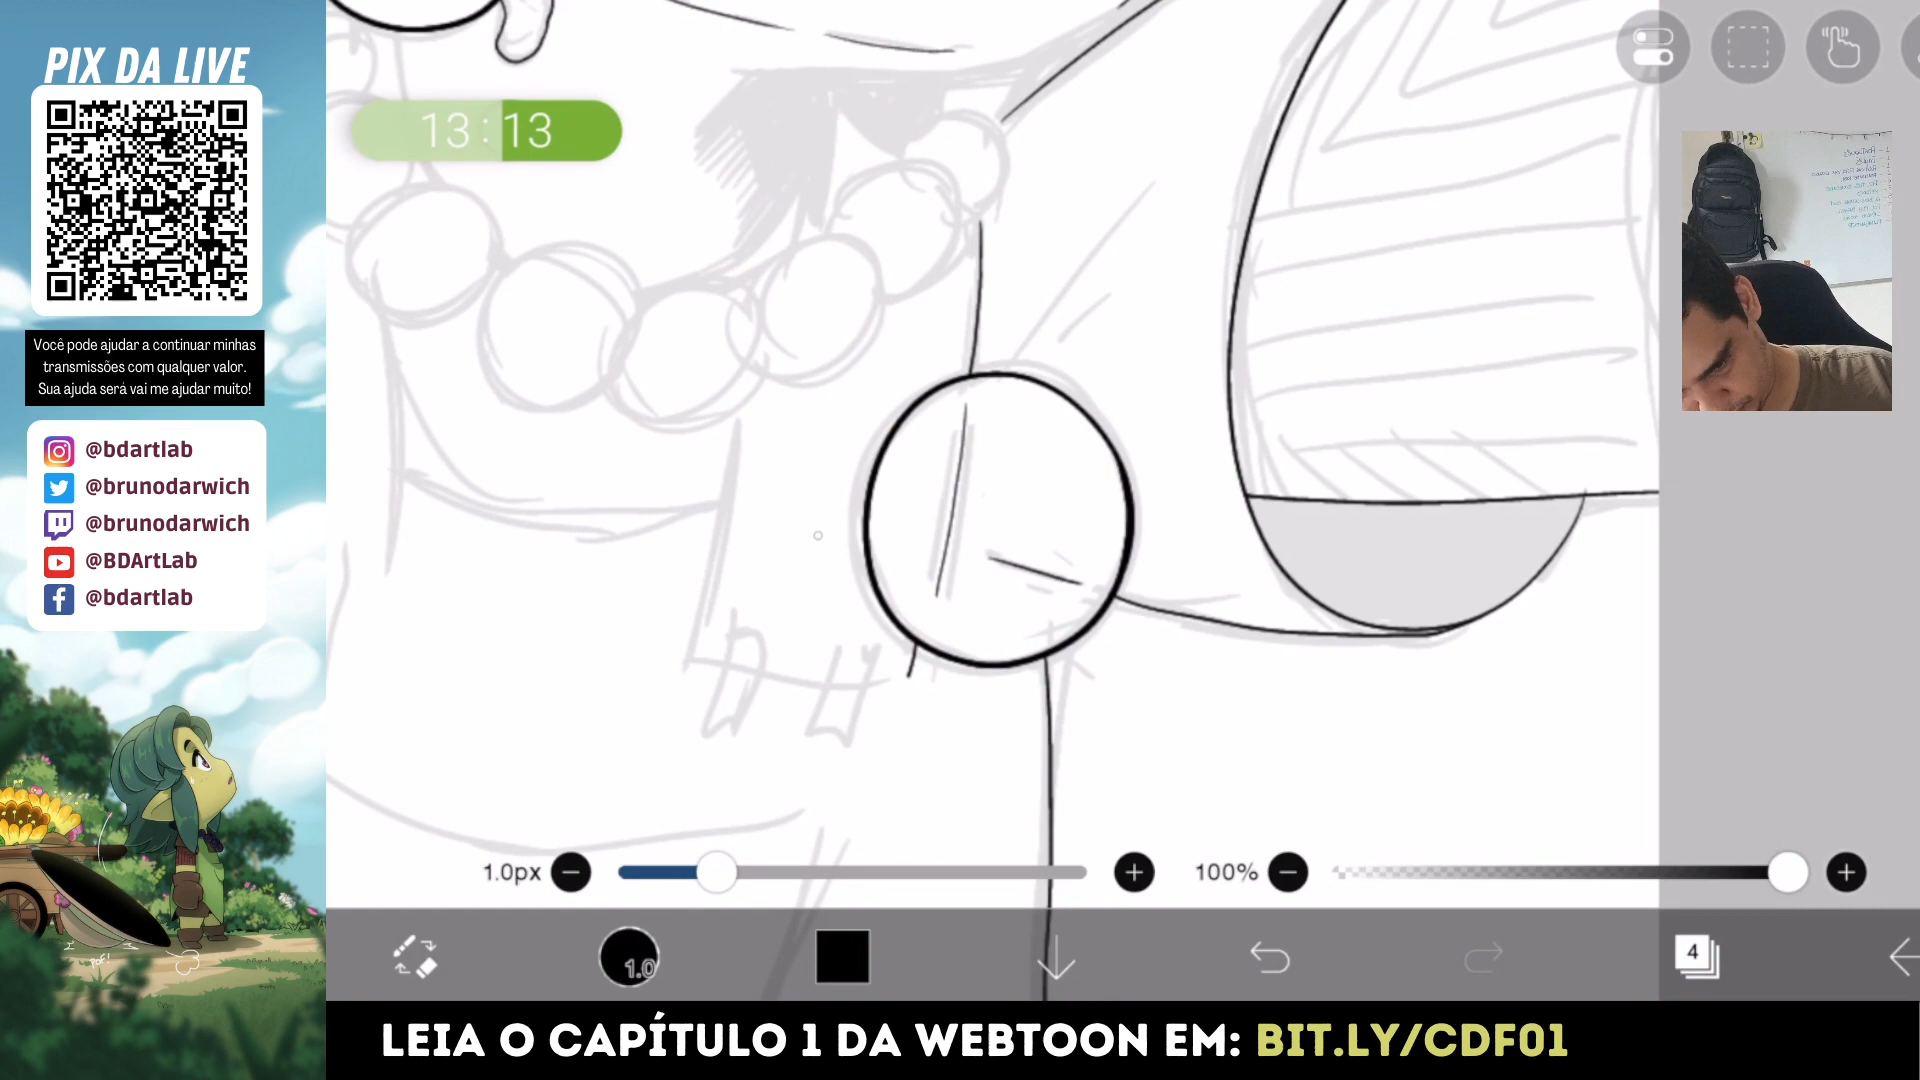 PIX DA LIVE
Você pode ajudar a continuar minhas
transmissões com qualquer valor.
Sua ajuda será vai me ajudar muito!
@bdartlab
@brunodarwich
@brunodarwich
@BDArtLab
@bdartlab
POF!
13:13
1.0px
100%
1.0
4
LEIA O CAPÍTULO 1 DA WEBTOON EM: BIT.LY/CDF01